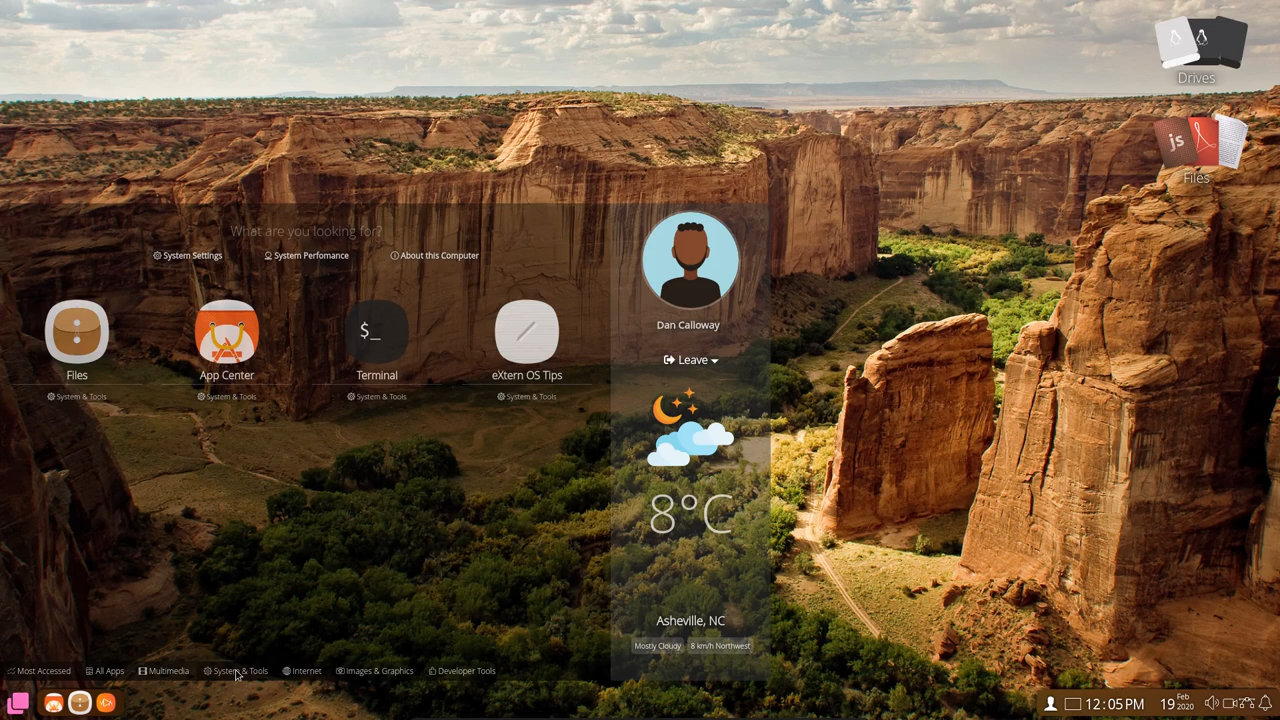 Drives
js
Files
What are you looking for?
System Settings
System Perfomance
About this Computer
Dan Calloway
Leave
$_
Files
App Center
Terminal
eXtern OS Tips
System & Tools
System & Tools
System & Tools
System & Tools
8°C
Asheville, NC
Mostly Cloudy
8 km/h Northwest
Most Accessed
All Apps
Multimedia
System & Tools
Internet
Images & Graphics
Developer Tools
12:05 PM
19 Feb 2020